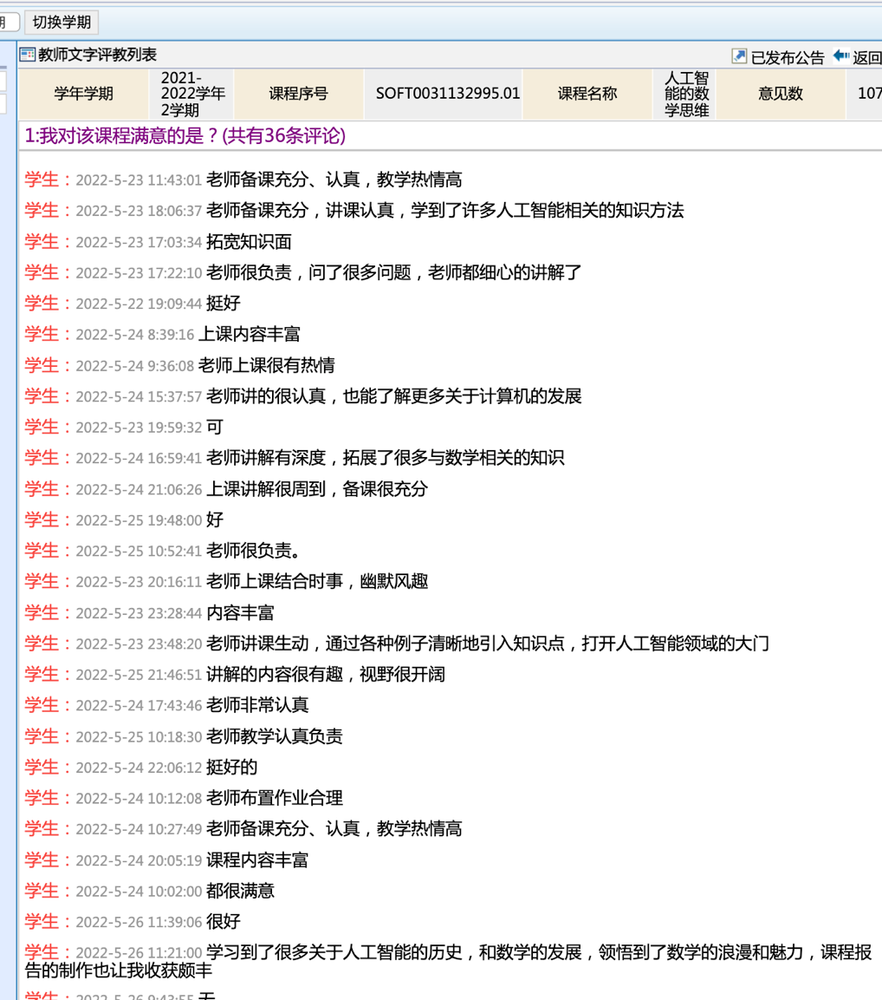 期
切换学期
教师文字评教列表
已发布公告
返回
学年学期
2021-
2022学年
2学期
课程序号
SOFT0031132995.01
课程名称
人工智
能的数
学思维
意见数
107
1:我对该课程满意的是？(共有36条评论)
学生：2022-5-23 11:43:01 老师备课充分、认真，教学热情高
学生：2022-5-23 18:06:37 老师备课充分，讲课认真，学到了许多人工智能相关的知识方法
学生：2022-5-23 17:03:34 拓宽知识面
学生：2022-5-23 17:22:10 老师很负责，问了很多问题，老师都细心的讲解了
学生：2022-5-22 19:09:44 挺好
学生：2022-5-24 8:39:16 上课内容丰富
学生：2022-5-24 9:36:08 老师上课很有热情
学生：2022-5-24 15:37:57 老师讲的很认真，也能了解更多关于计算机的发展
学生：2022-5-23 19:59:32 可
学生：2022-5-24 16:59:41 老师讲解有深度，拓展了很多与数学相关的知识
学生：2022-5-24 21:06:26 上课讲解很周到，备课很充分
学生：2022-5-25 19:48:00 好
学生：2022-5-25 10:52:41 老师很负责。
学生：2022-5-23 20:16:11 老师上课结合时事，幽默风趣
学生：2022-5-23 23:28:44 内容丰富
学生：2022-5-23 23:48:20 老师讲课生动，通过各种例子清晰地引入知识点，打开人工智能领域的大门
学生：2022-5-25 21:46:51 讲解的内容很有趣，视野很开阔
学生：2022-5-24 17:43:46 老师非常认真
学生：2022-5-25 10:18:30 老师教学认真负责
学生：2022-5-24 22:06:12 挺好的
学生：2022-5-24 10:12:08 老师布置作业合理
学生：2022-5-24 10:27:49 老师备课充分、认真，教学热情高
学生：2022-5-24 20:05:19 课程内容丰富
学生：2022-5-24 10:02:00 都很满意
学生：2022-5-26 11:39:06 很好
学生：2022-5-26 11:21:00 学习到了很多关于人工智能的历史，和数学的发展，领悟到了数学的浪漫和魅力，课程报
告的制作也让我收获颇丰
学生：2022-5-26 9:43:55 无